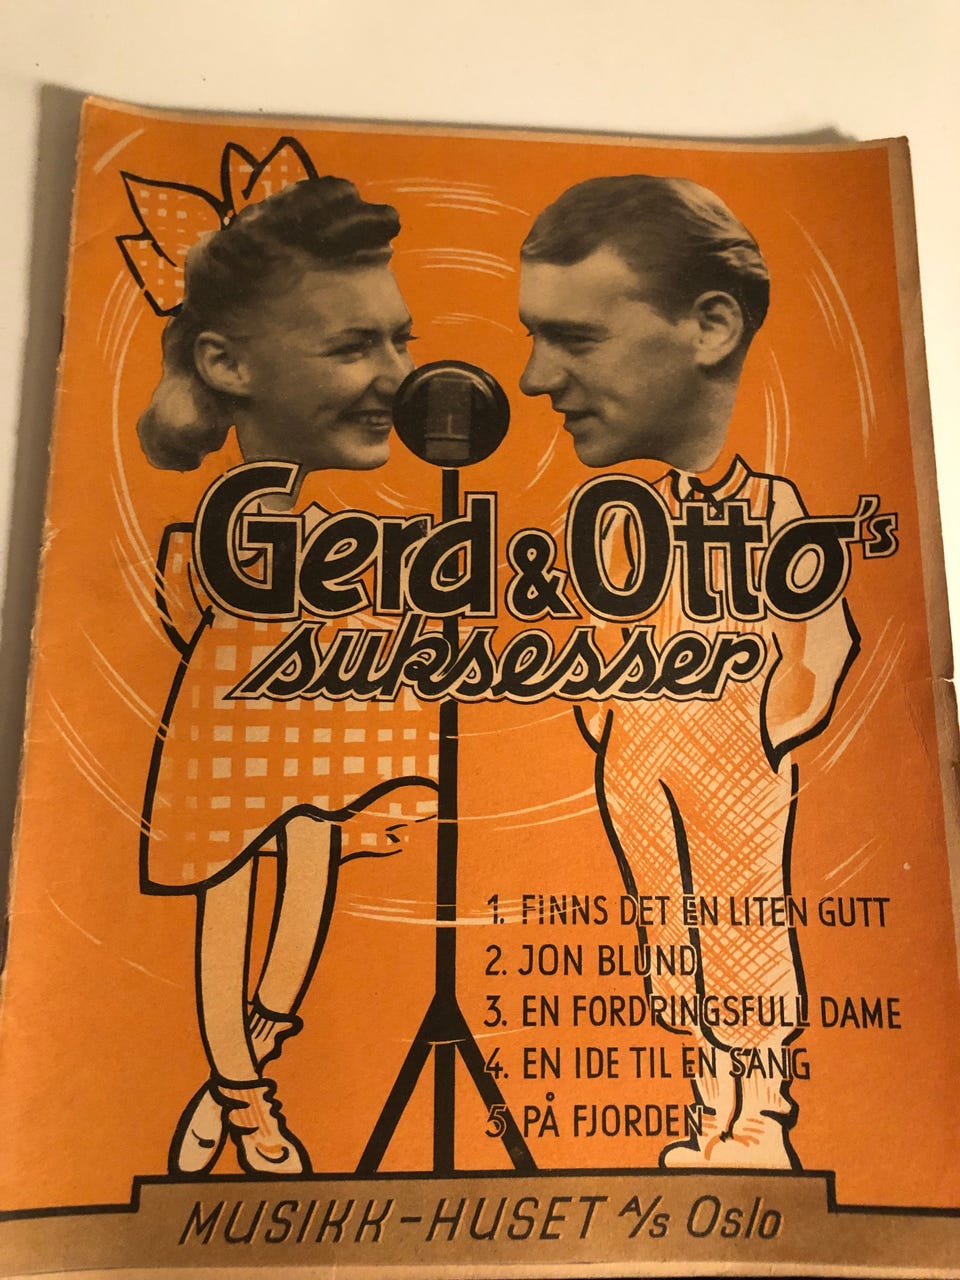 Gerd & Otto's
suksesser
1. FINNS DET EN LITEN GUTT
2. JON BLUND
3. EN FORDRINGSFULL DAME
4. EN IDE TIL EN SANG
5 PÅ FJORDEN
MUSIKK-HUSET A/S Oslo